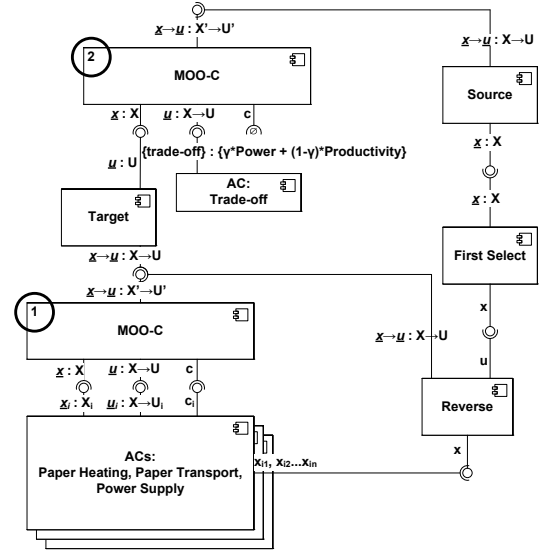 x→u : X'→U'
x→u : X→U
2
MOO-C
Source
x : X
u : X→U
c
x : X
{trade-off} : {γ*Power + (1-γ)*Productivity}
u : U
AC:
Trade-off
x : X
Target
First Select
x→u : X→U
x→u : X'→U'
x
1
MOO-C
x→u : X→U
u
x : X
u : X→U
c
xi : Xi
ui : X→Ui
ci
Reverse
x
ACs:
Paper Heating, Paper Transport,
Power Supply
xi1, xi2...xin